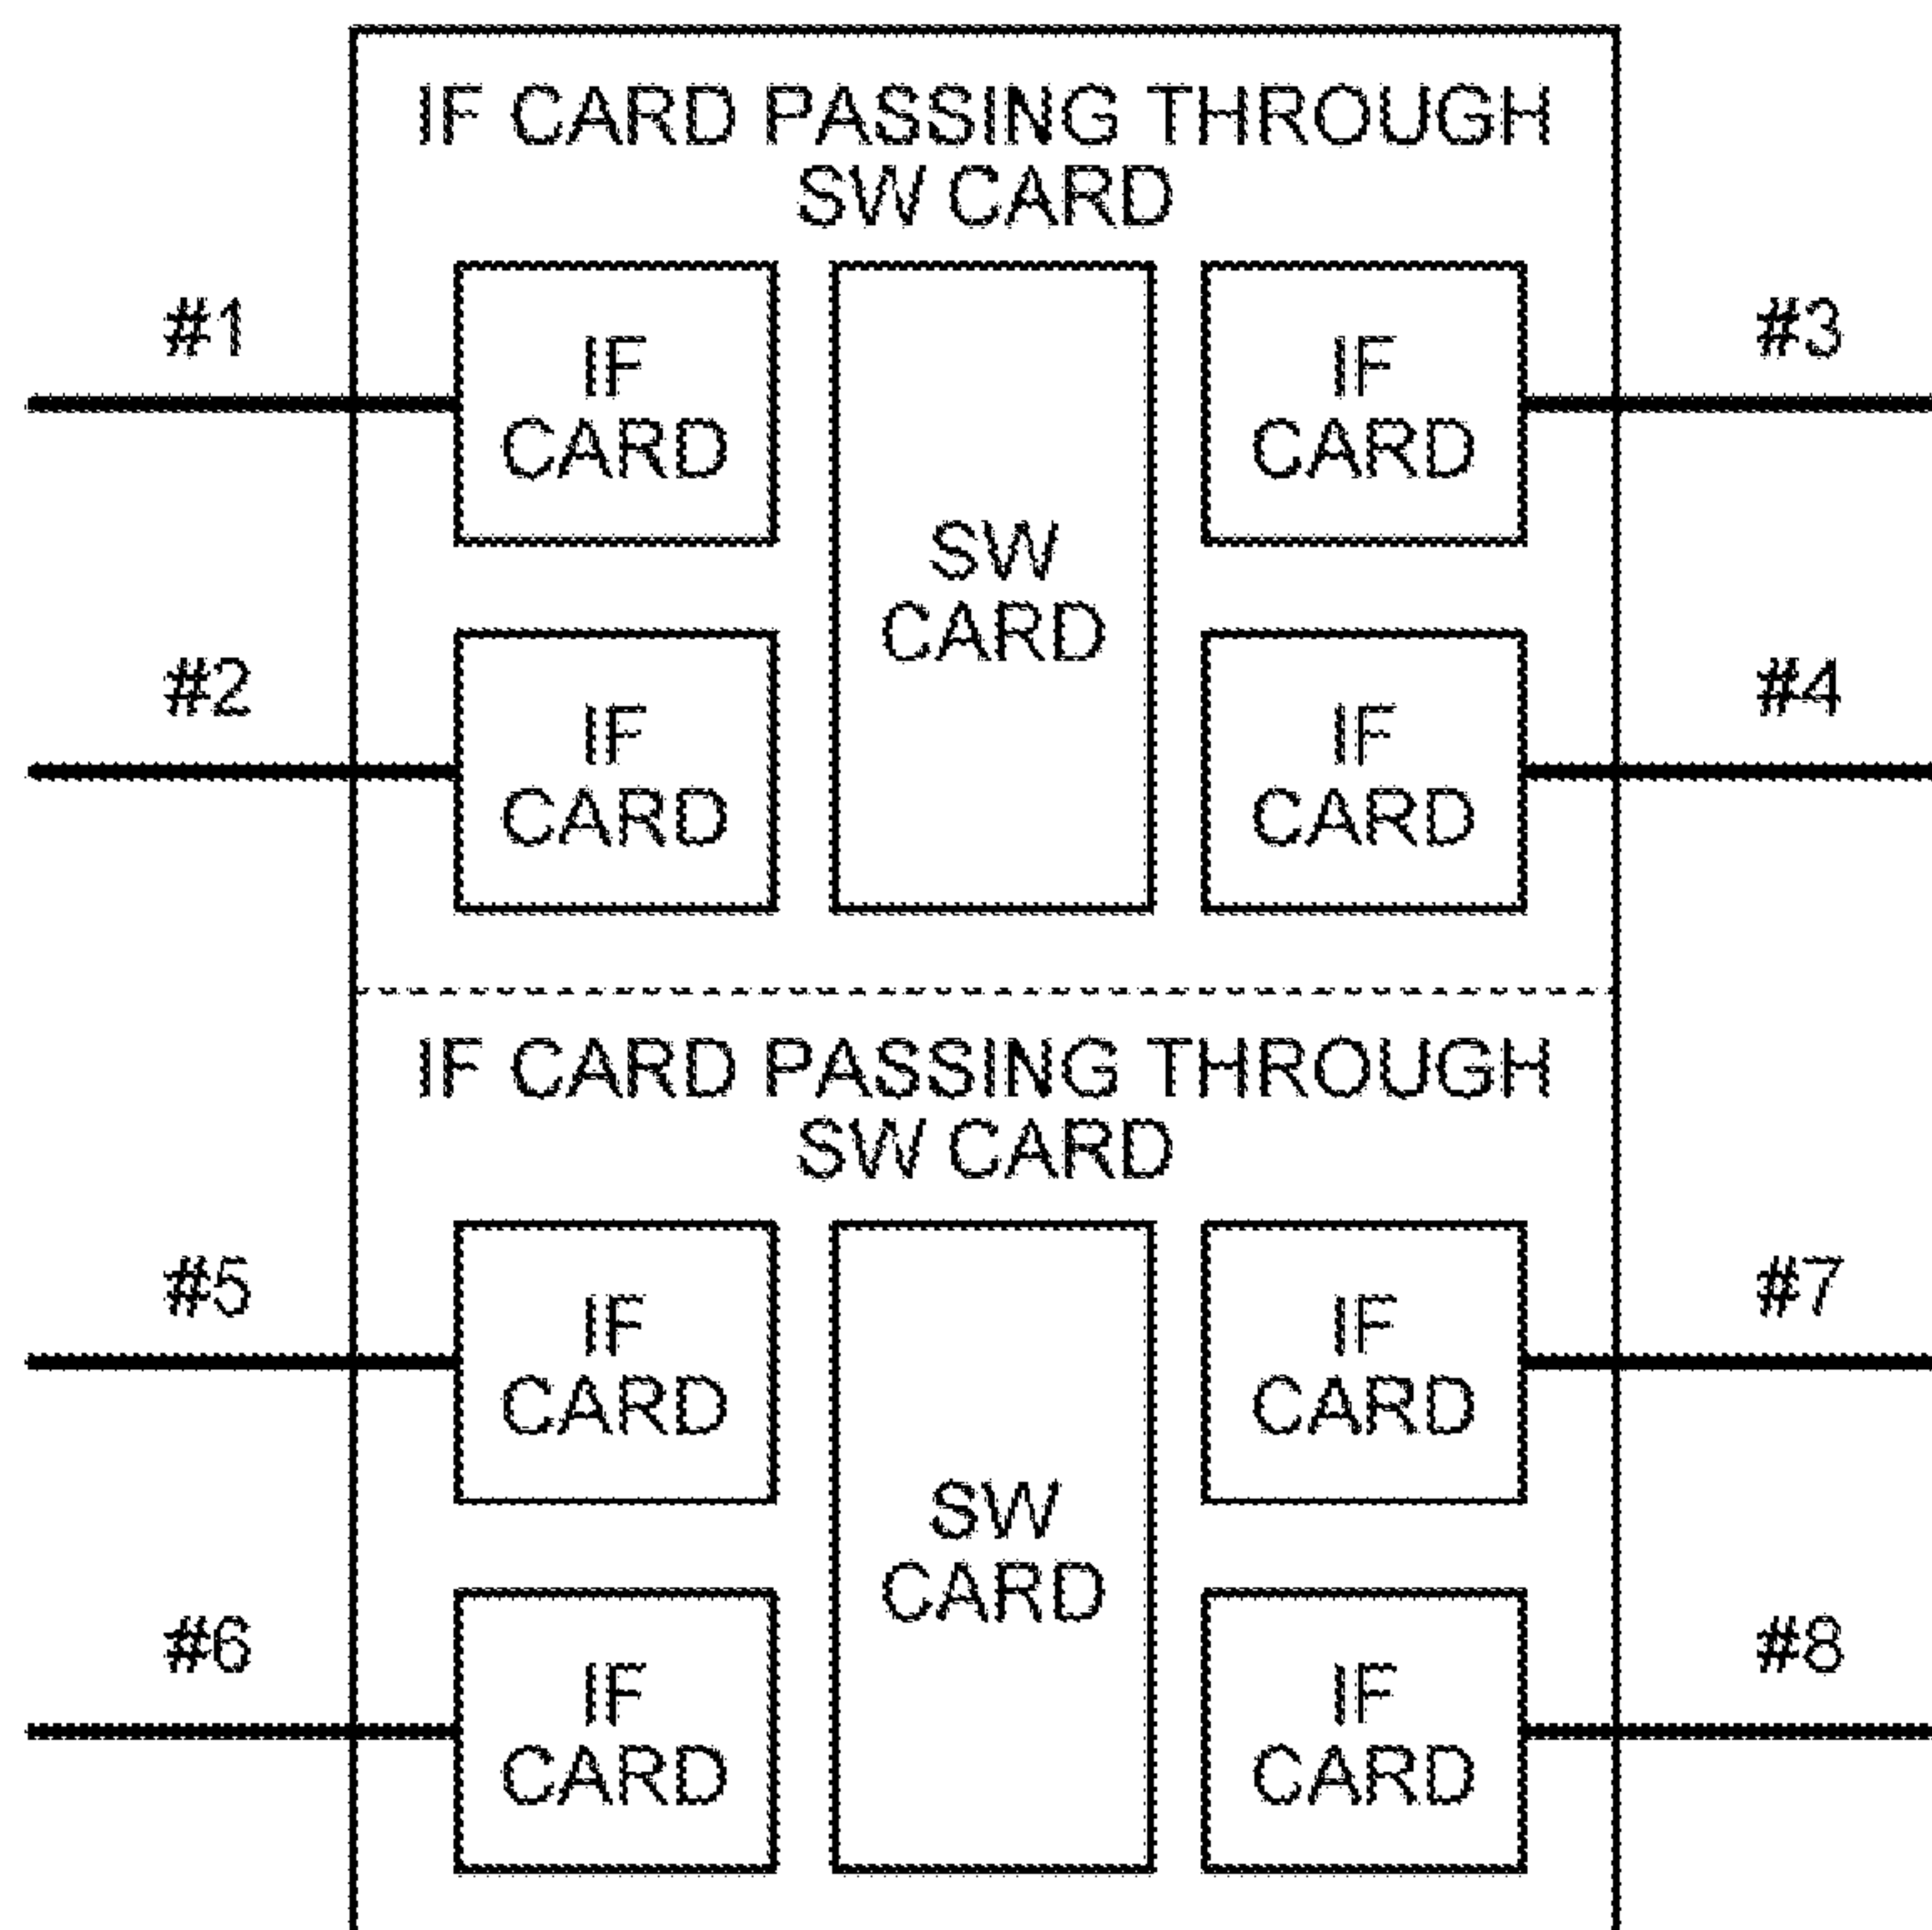 IF CARD PASSING THROUGH
SW CARD
#1
IF
CARD
#3
IF
CARD
SW
CARD
#2
IF
CARD
#4
IF
CARD
IF CARD PASSING THROUGH
SW CARD
#5
IF
CARD
#7
IF
CARD
SW
CARD
#6
IF
CARD
#8
IF
CARD